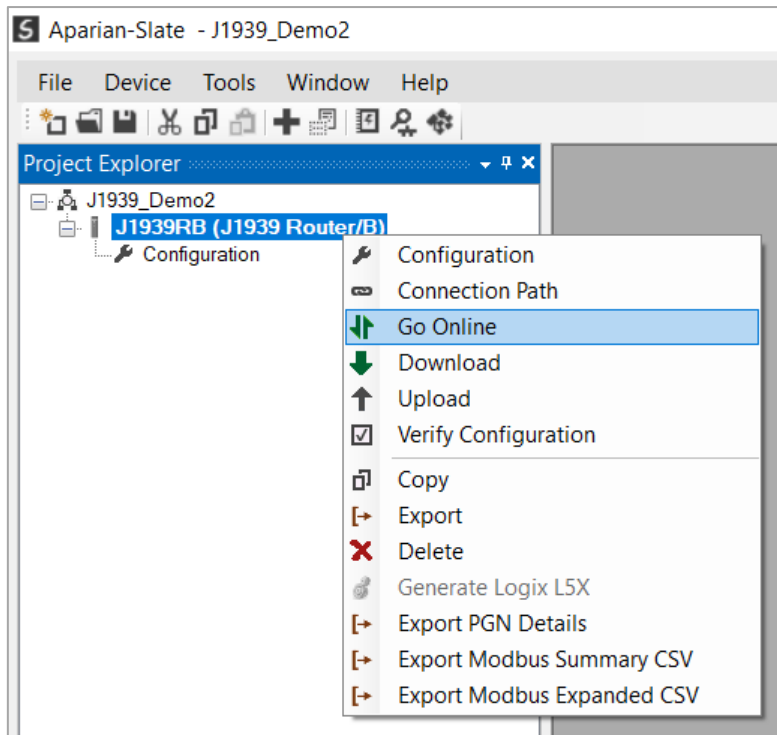 Aparian-Slate - J1939_Demo2
File Device Tools Window Help
Project Explorer
J1939_Demo2
J1939RB (J1939 Router/B)
Configuration
Configuration
Connection Path
Go Online
Download
Upload
Verify Configuration
Copy
Export
Delete
Generate Logix L5X
Export PGN Details
Export Modbus Summary CSV
Export Modbus Expanded CSV